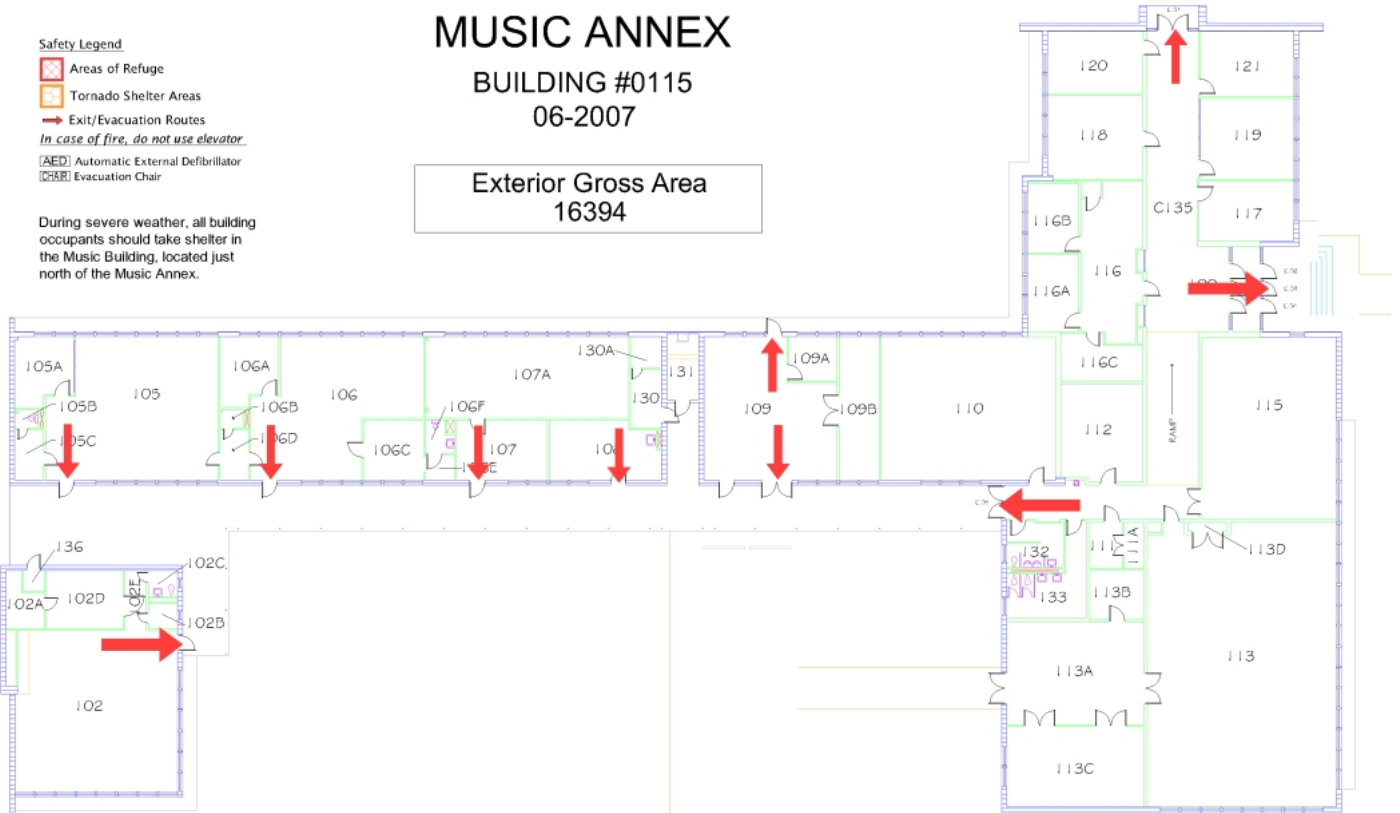 MUSIC ANNEX
BUILDING #0115
06-2007
Exterior Gross Area
16394
Safety Legend
Areas of Refuge
Tornado Shelter Areas
Exit/Evacuation Routes
In case of fire, do not use elevator
AED Automatic External Defibrillator
CHAIR Evacuation Chair
During severe weather, all building
occupants should take shelter in
the Music Building, located just
north of the Music Annex.
120
121
118
119
116B
C135
117
116
116A
105A
105
106A
106
107A
130A
131
109A
116C
105B
106B
106F
130
109
109B
110
115
105C
106D
106C
107
112
RAMP
136
102C
132
111
111A
113D
102A
102D
102E
133
113B
102B
113A
113
102
113C